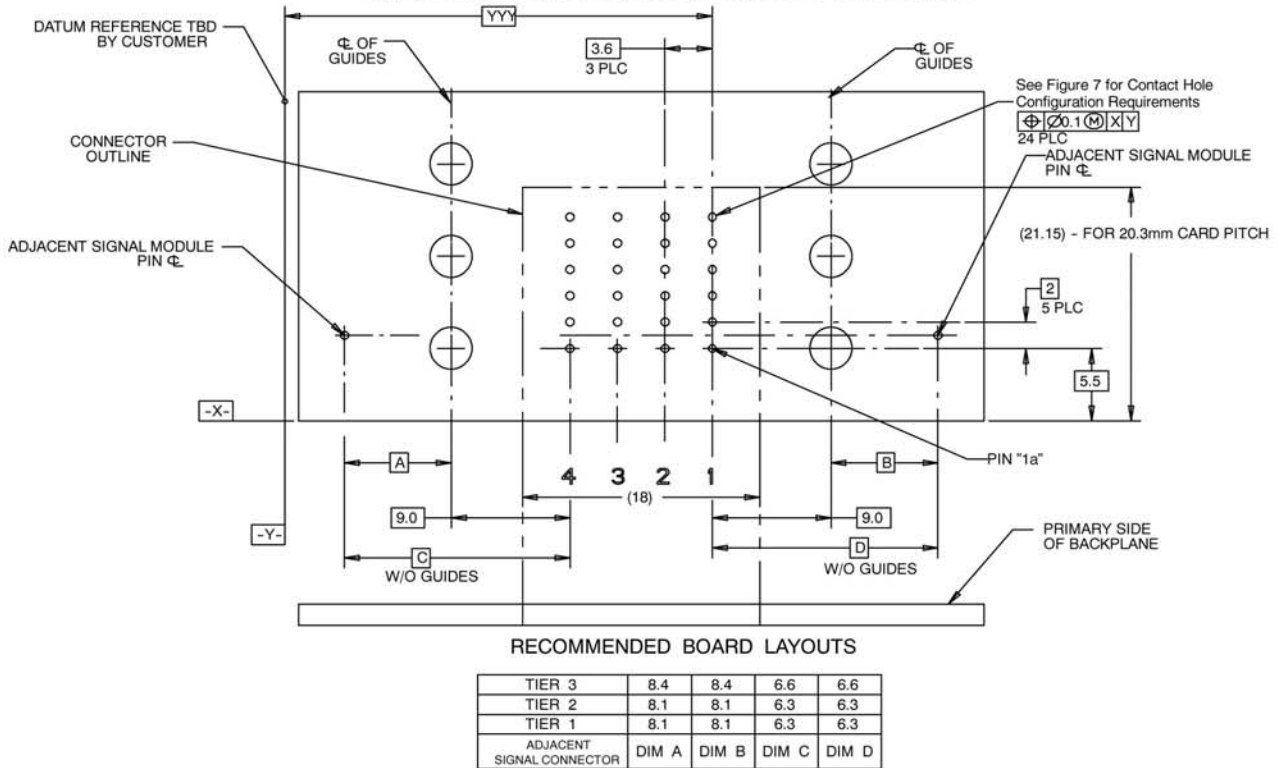 YYY
DATUM REFERENCE TBD
BY CUSTOMER
℄ OF
GUIDES
3.6
3 PLC
℄ OF
GUIDES
See Figure 7 for Contact Hole
Configuration Requirements
⌖ Ø0.1 Ⓜ X Y
24 PLC
CONNECTOR
OUTLINE
ADJACENT SIGNAL MODULE
PIN ℄
(21.15) - FOR 20.3mm CARD PITCH
ADJACENT SIGNAL MODULE
PIN ℄
2
5 PLC
5.5
-X-
A
B
PIN "1a"
4 3 2 1
(18)
9.0
9.0
-Y-
C
W/O GUIDES
D
W/O GUIDES
PRIMARY SIDE
OF BACKPLANE
RECOMMENDED BOARD LAYOUTS
TIER 3 8.4 8.4 6.6 6.6
TIER 2 8.1 8.1 6.3 6.3
TIER 1 8.1 8.1 6.3 6.3
ADJACENT
SIGNAL CONNECTOR DIM A DIM B DIM C DIM D